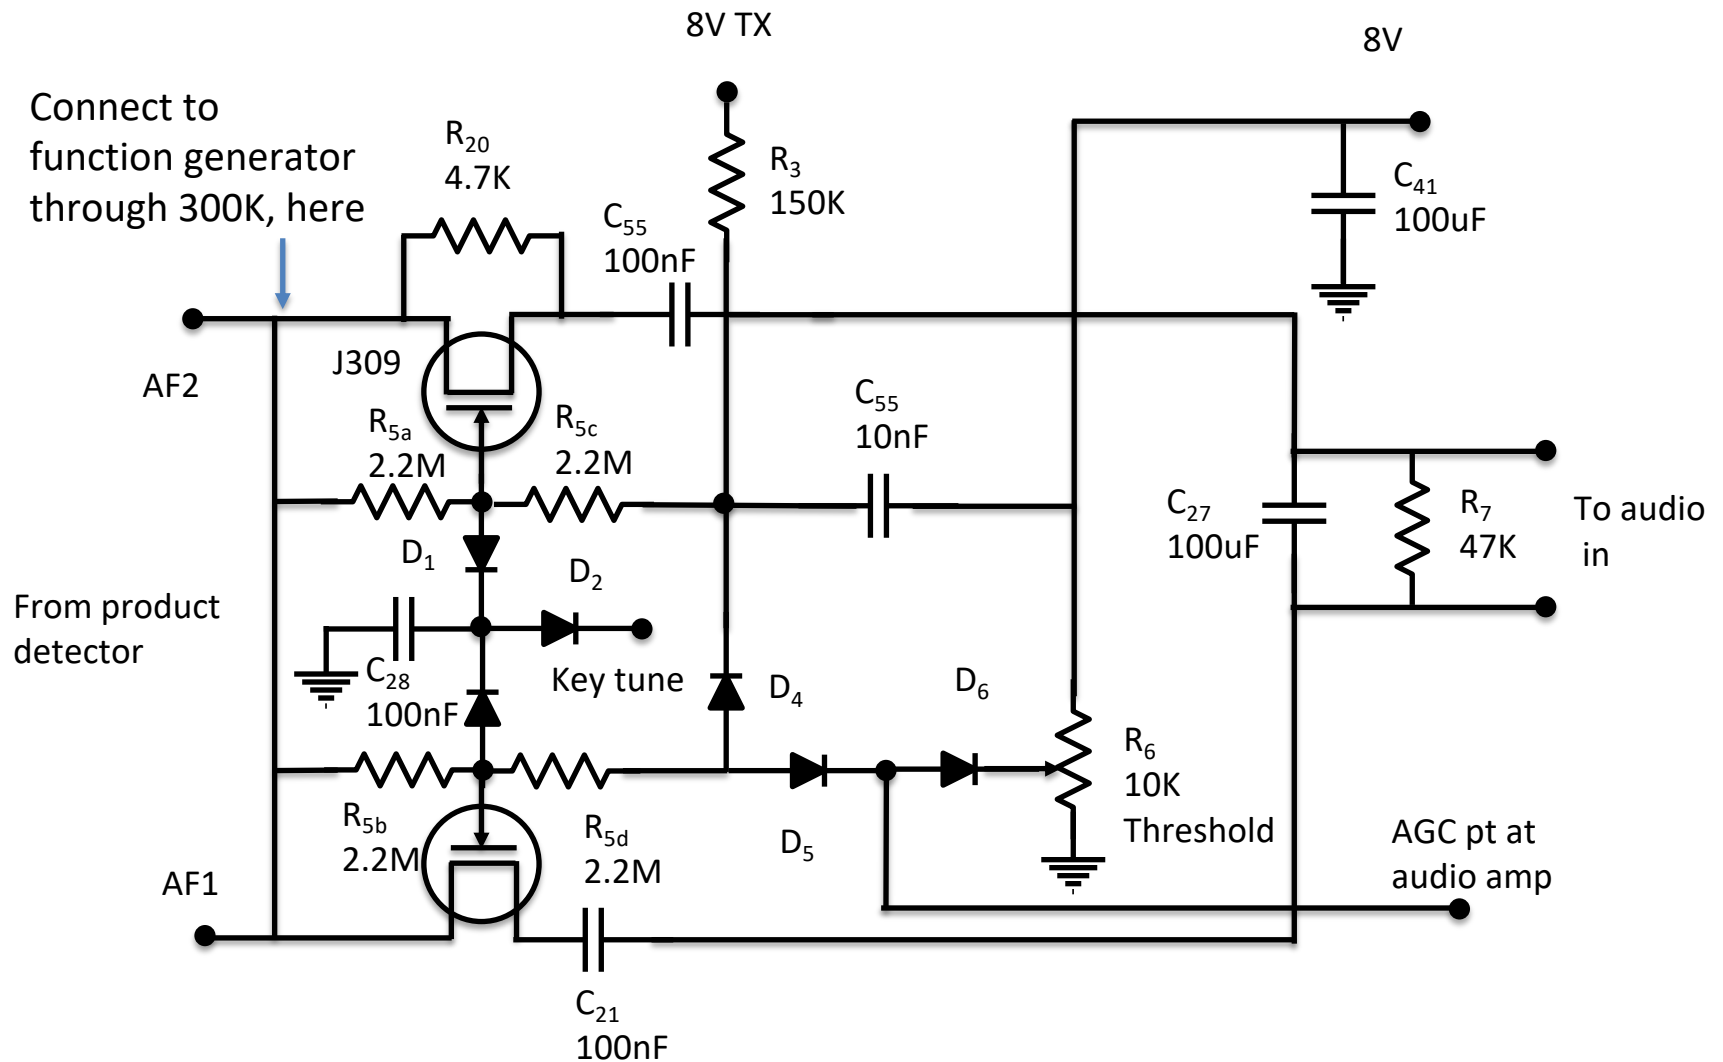 8V TX
8V
Connect to
function generator
through 300K, here
R20
4.7K
R3
150K
C41
100uF
C55
100nF
J309
AF2
R5a
2.2M
R5c
2.2M
C55
10nF
C27
100uF
R7
47K
To audio
in
D1
D2
From product
detector
C28
100nF
Key tune
D4
D6
R6
10K
Threshold
R5b
2.2M
R5d
2.2M
D5
AGC pt at
audio amp
AF1
C21
100nF